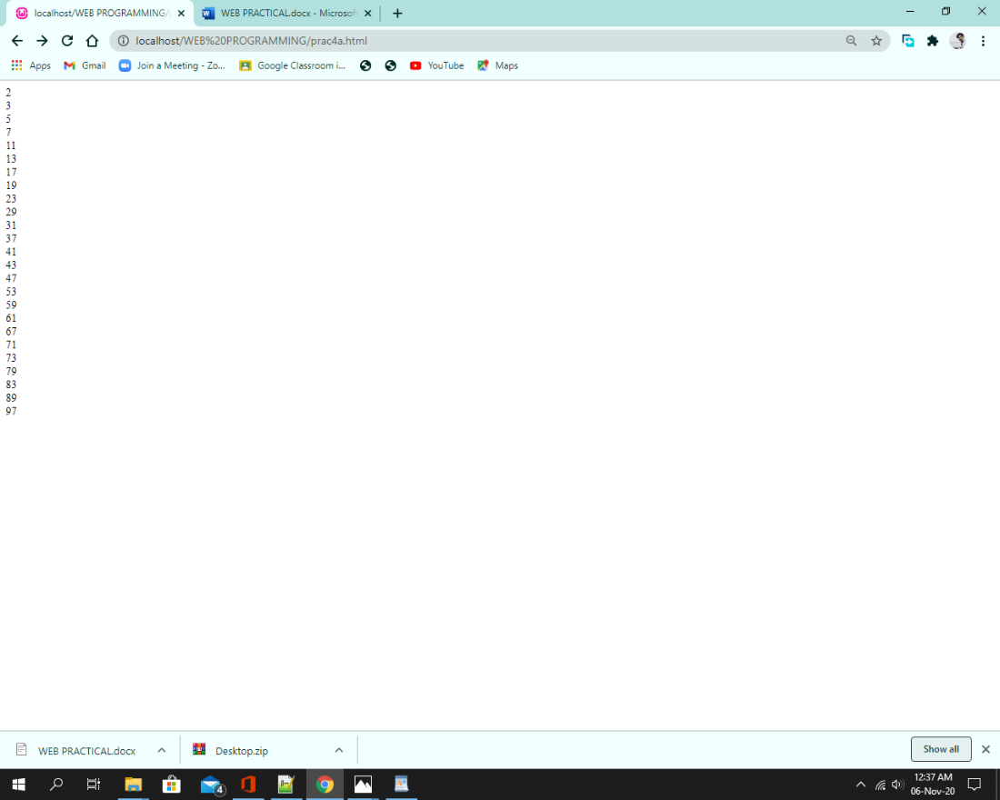 localhost/WEB PROGRAMMING/
WEB PRACTICAL.docx - Microsof
localhost/WEB%20PROGRAMMING/prac4a.html
Apps
Gmail
Join a Meeting - Zo...
Google Classroom i...
YouTube
Maps
2
3
5
7
11
13
17
19
23
29
31
37
41
43
47
53
59
61
67
71
73
79
83
89
97
WEB PRACTICAL.docx
Desktop.zip
Show all
4
12:37 AM
06-Nov-20